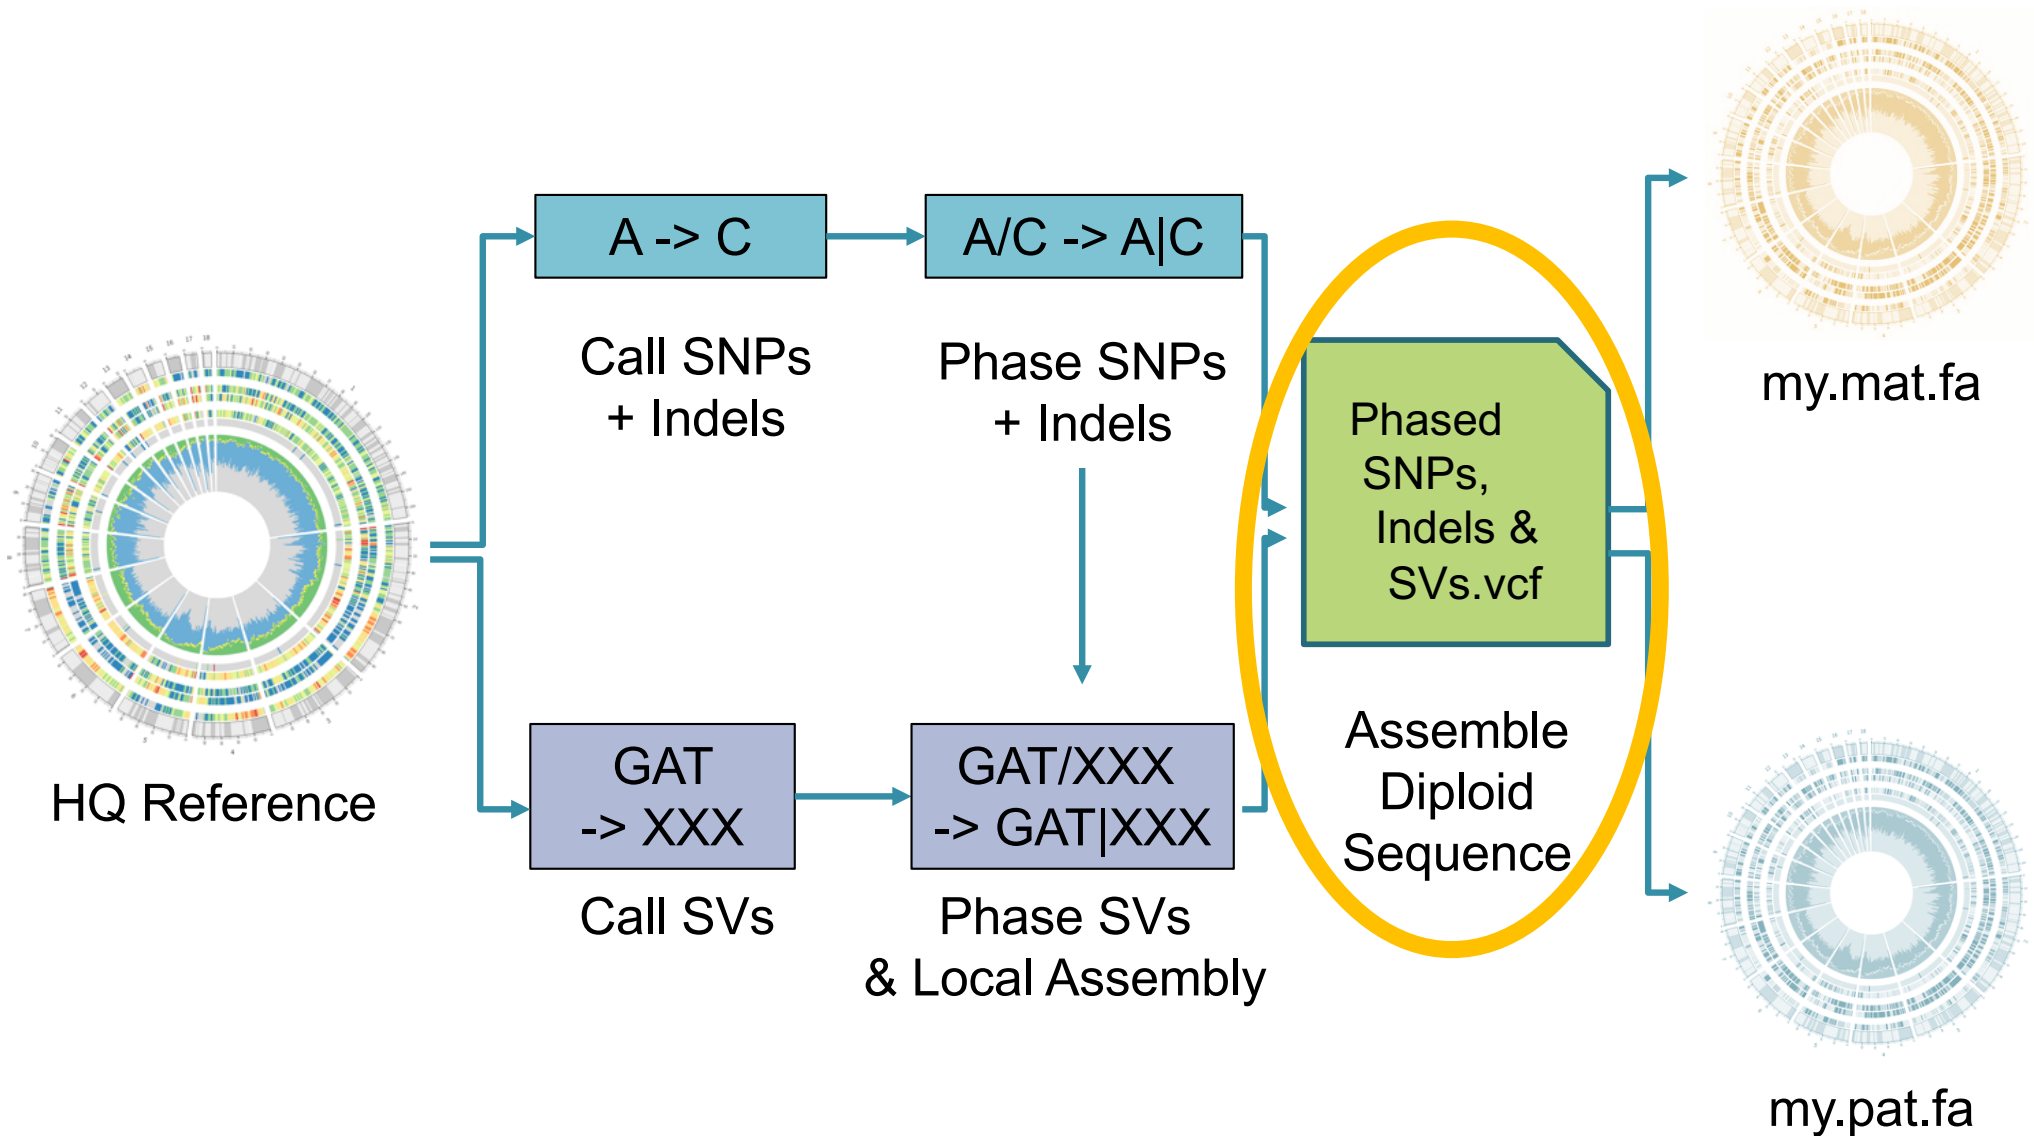 HQ Reference
A -> C
Call SNPs
+ Indels
A/C -> A|C
Phase SNPs
+ Indels
GAT
-> XXX
Call SVs
GAT/XXX
-> GAT|XXX
Phase SVs
& Local Assembly
Phased
SNPs,
Indels &
SVs.vcf
Assemble
Diploid
Sequence
my.mat.fa
my.pat.fa